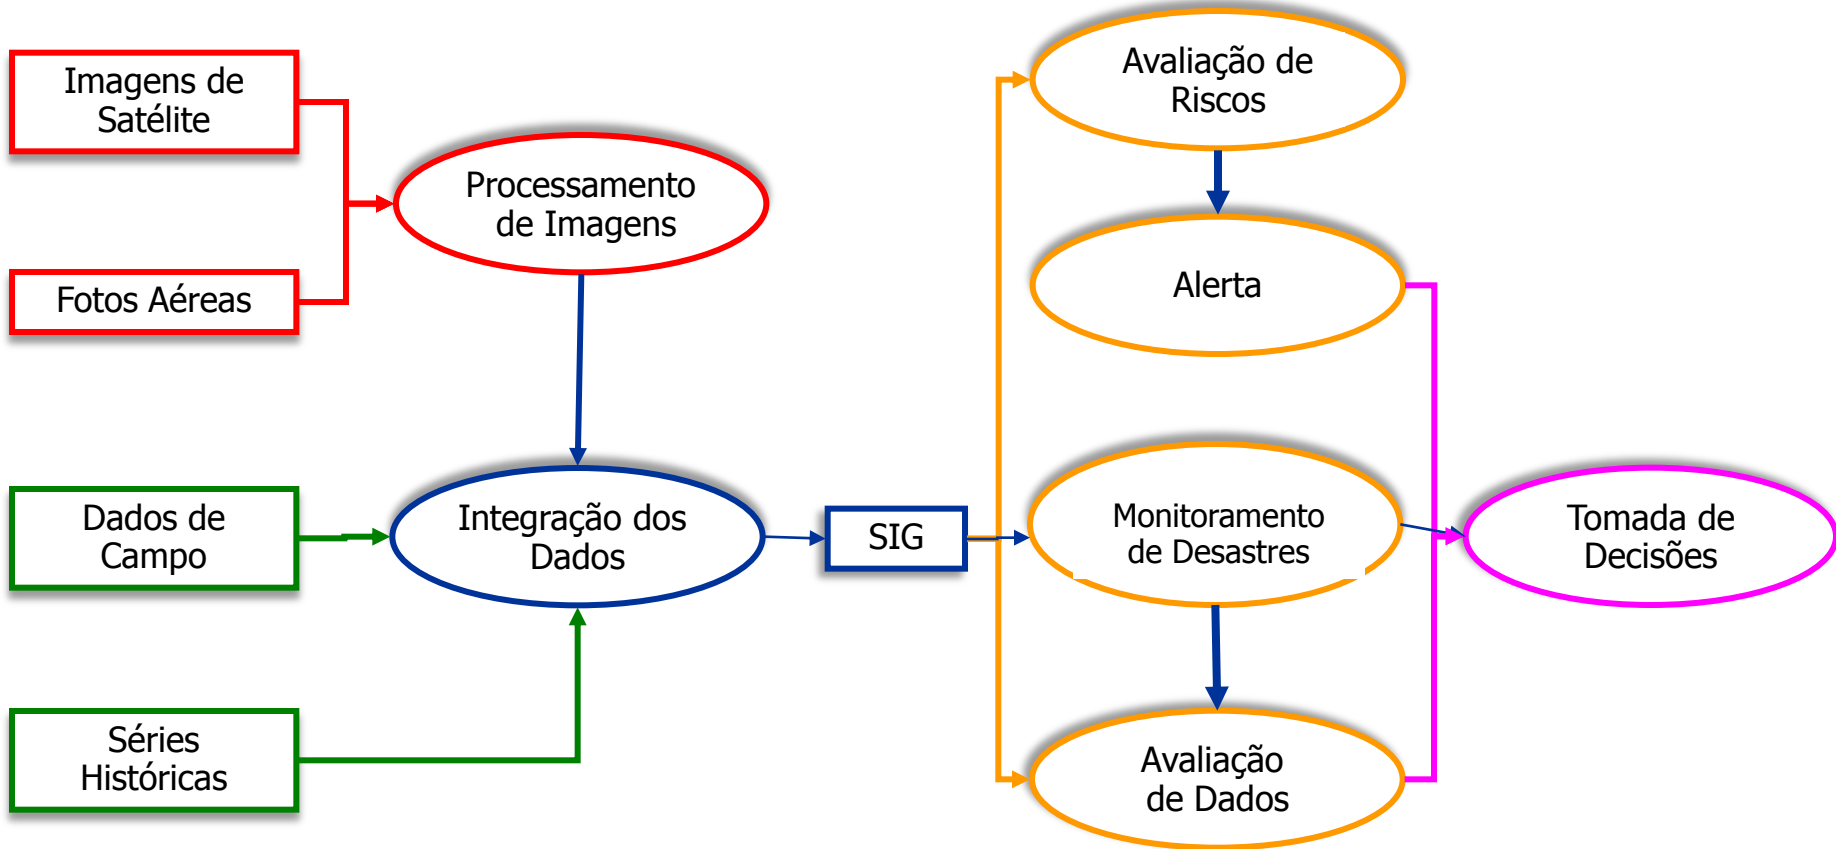 Imagens de
Satélite
Fotos Aéreas
Dados de
Campo
Séries
Históricas
Processamento
de Imagens
Integração dos
Dados
SIG
Avaliação de
Riscos
Alerta
Monitoramento
de Desastres
Avaliação
de Dados
Tomada de
Decisões